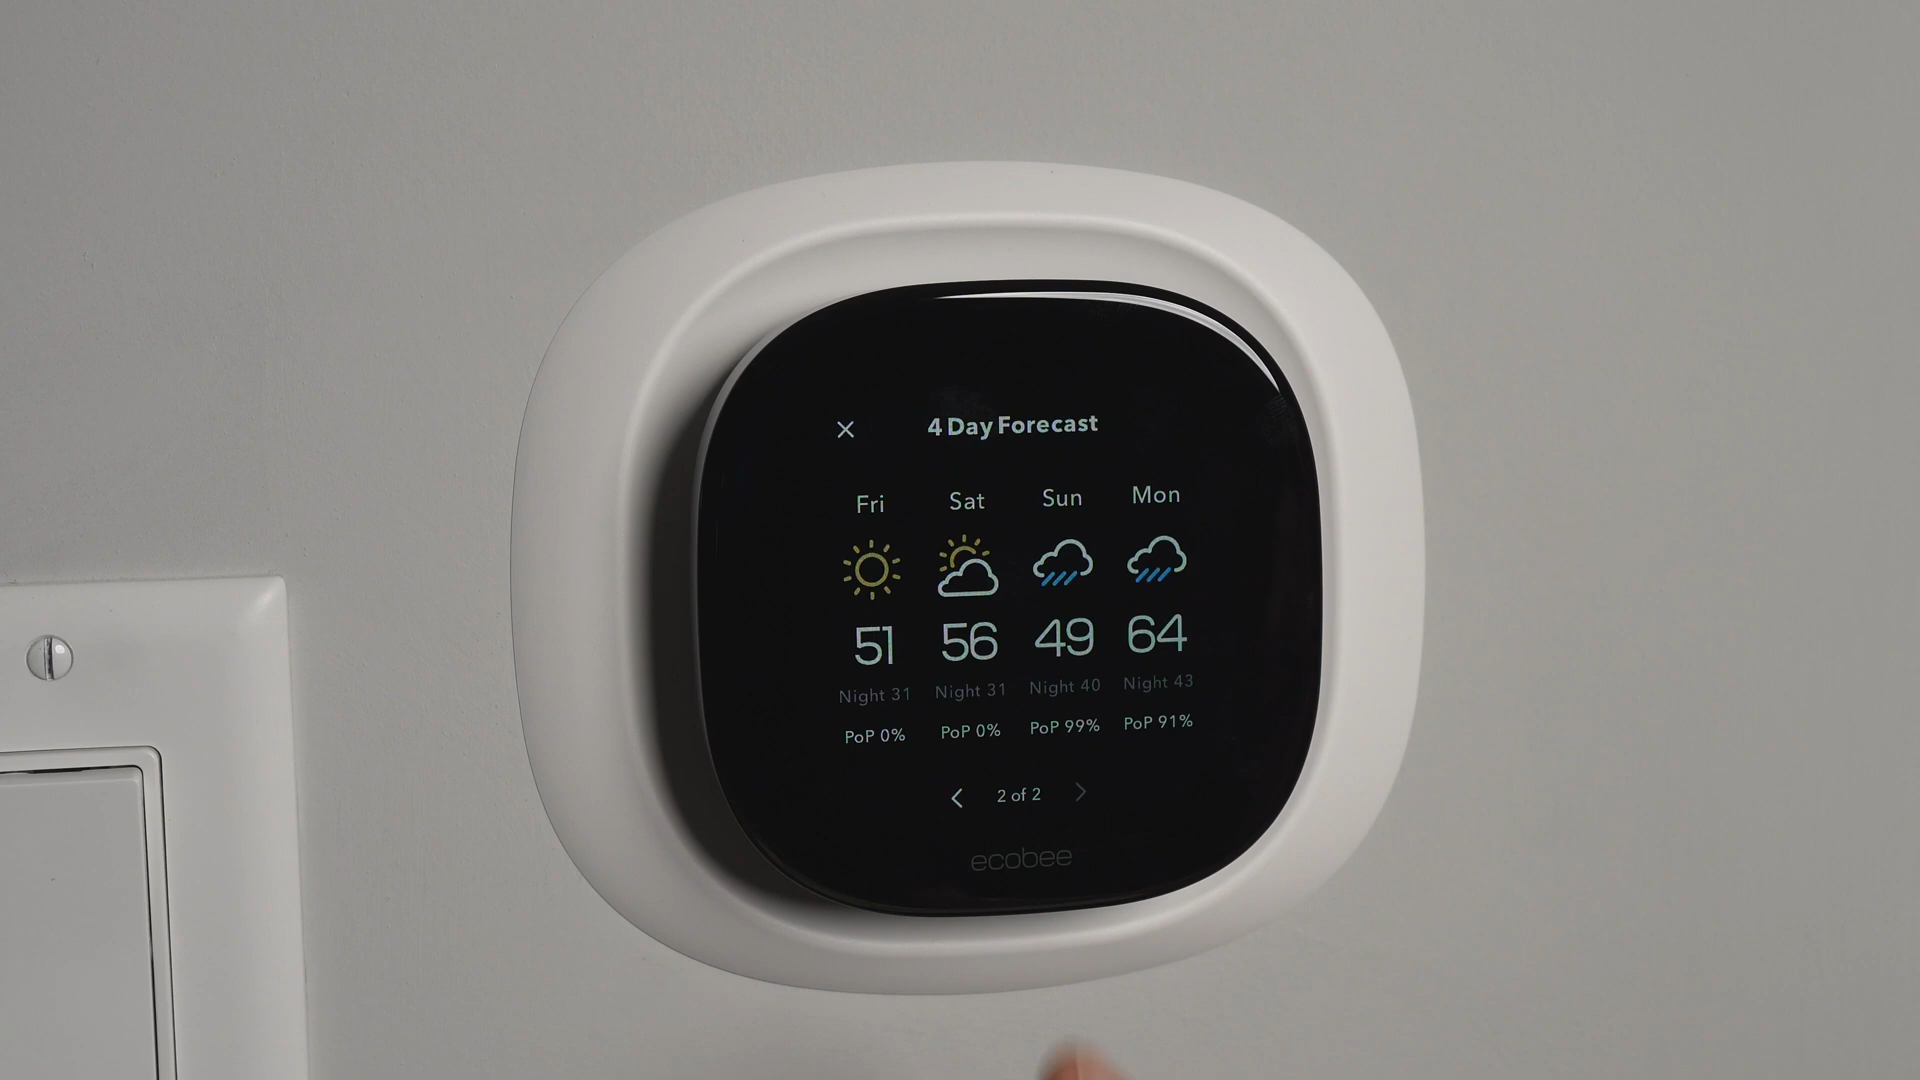 4 Day Forecast
Fri Sat Sun Mon
51 56 49 64
Night 31 Night 31 Night 40 Night 43
PoP 0% PoP 0% PoP 99% PoP 91%
2 of 2
ecobee